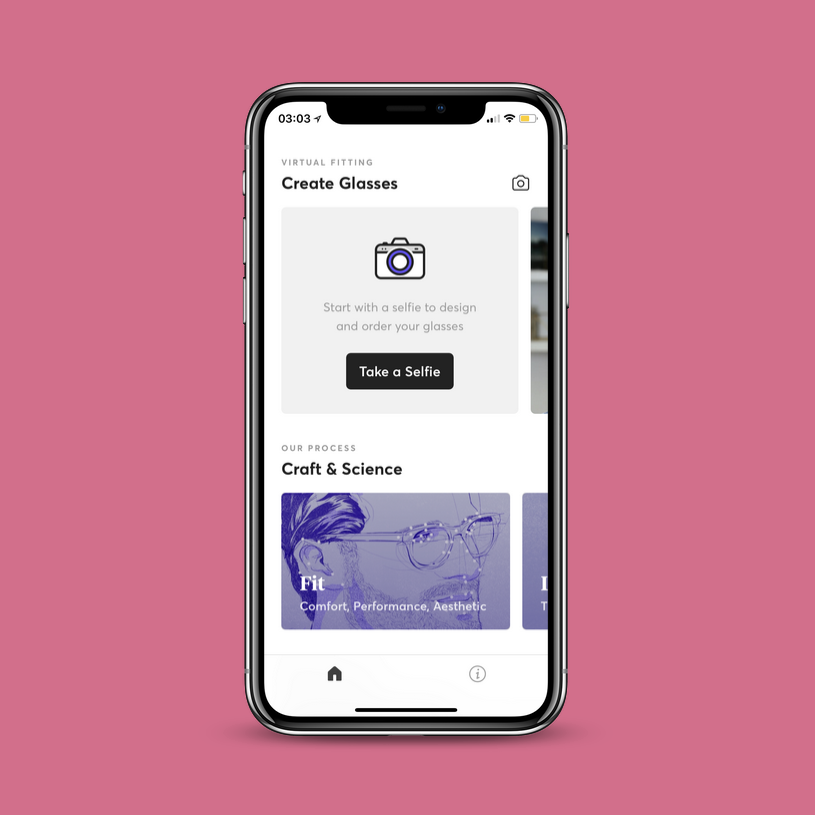 03:03
VIRTUAL FITTING
Create Glasses
Start with a selfie to design
and order your glasses
Take a Selfie
OUR PROCESS
Craft & Science
Fit
Comfort, Performance, Aesthetic